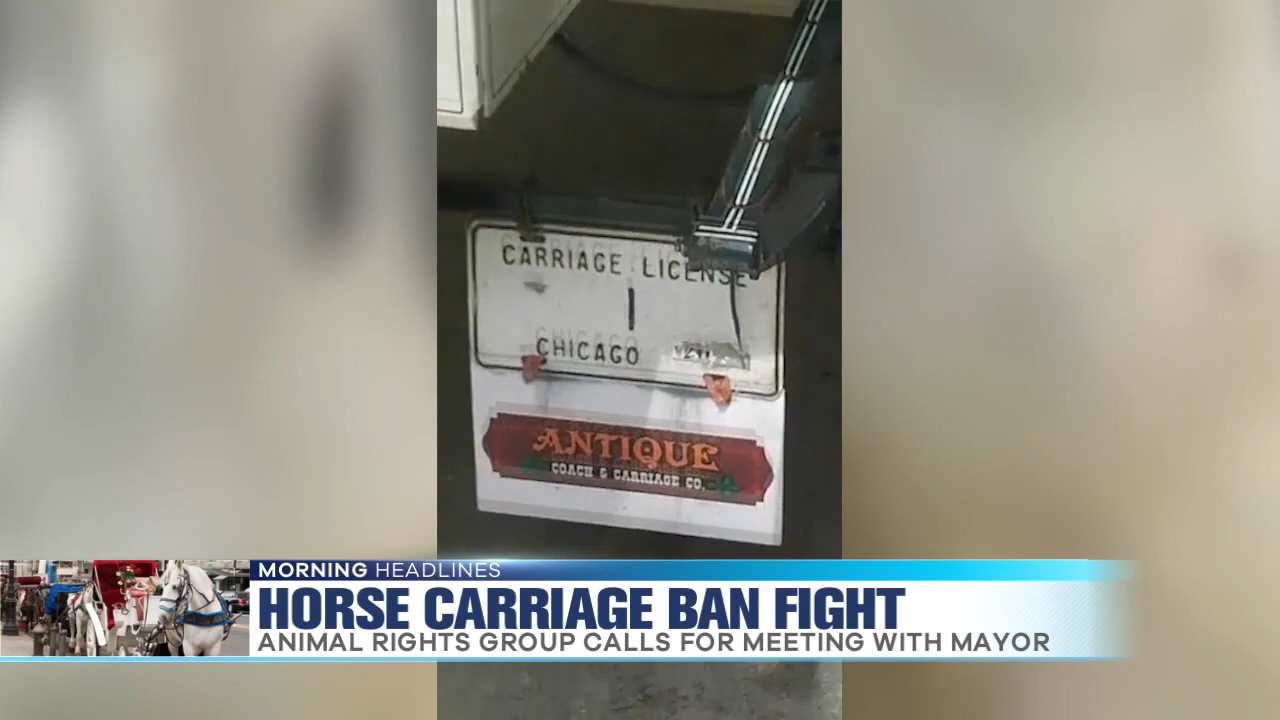 CARRIAGE LICENSE
1
CHICAGO
ANTIQUE
COACH & CARRIAGE CO.
MORNING HEADLINES
HORSE CARRIAGE BAN FIGHT
ANIMAL RIGHTS GROUP CALLS FOR MEETING WITH MAYOR